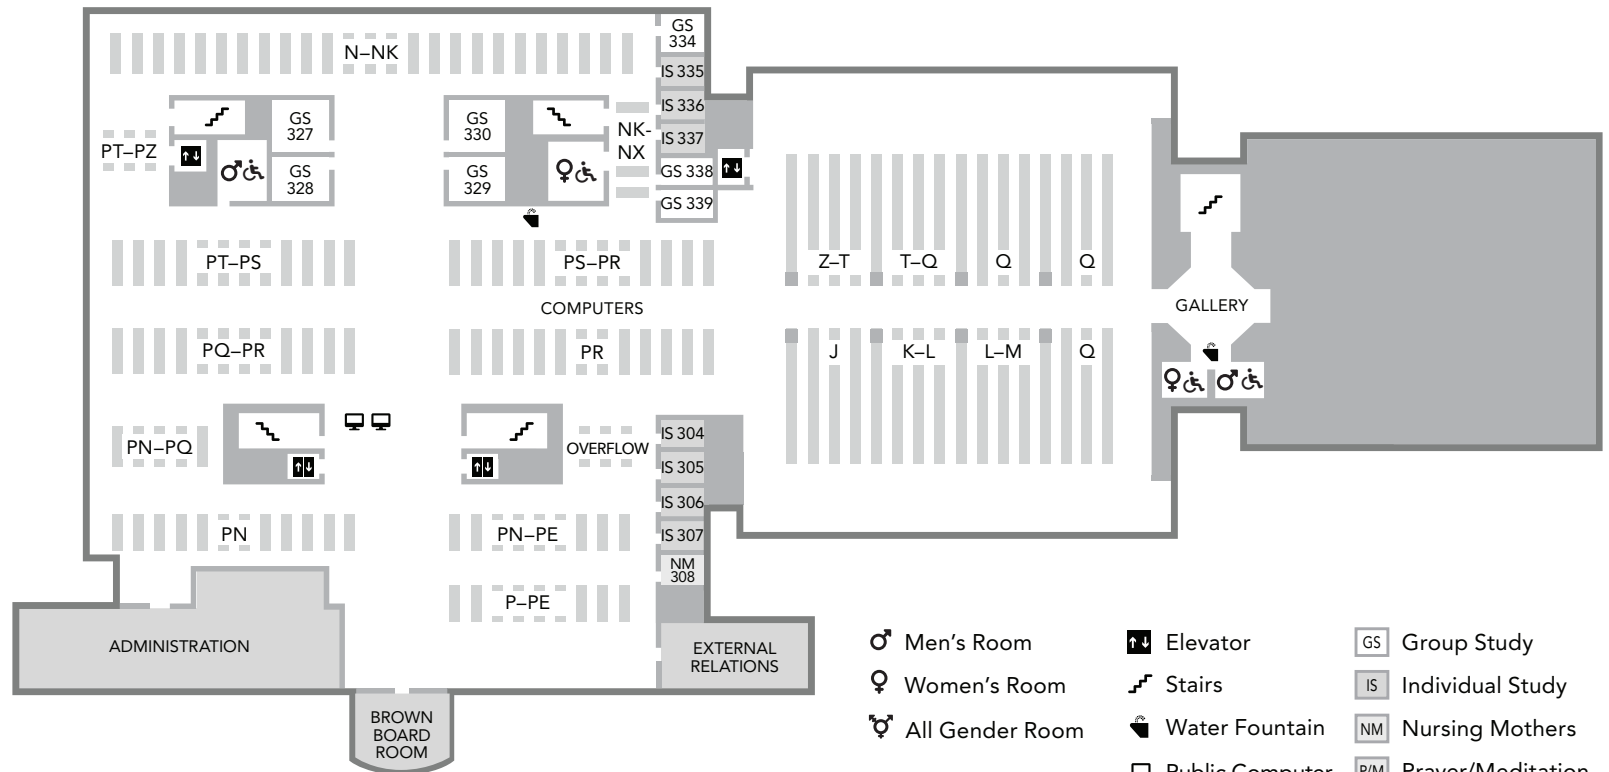 GS
334
N–NK
IS 335
IS 336
GS
327
GS
330
NK-
NX
IS 337
PT–PZ
GS
328
GS
329
GS 338
GS 339
PT–PS
PS–PR
Z–T
T–Q
Q
Q
COMPUTERS
GALLERY
PQ–PR
PR
J
K–L
L–M
Q
IS 304
PN–PQ
OVERFLOW
IS 305
IS 306
PN
PN–PE
IS 307
NM
308
P–PE
ADMINISTRATION
EXTERNAL
RELATIONS
BROWN
BOARD
ROOM
Men's Room
Women's Room
All Gender Room
Elevator
Stairs
Water Fountain
Public Computer
GS Group Study
IS Individual Study
NM Nursing Mothers
P/M Prayer/Meditation